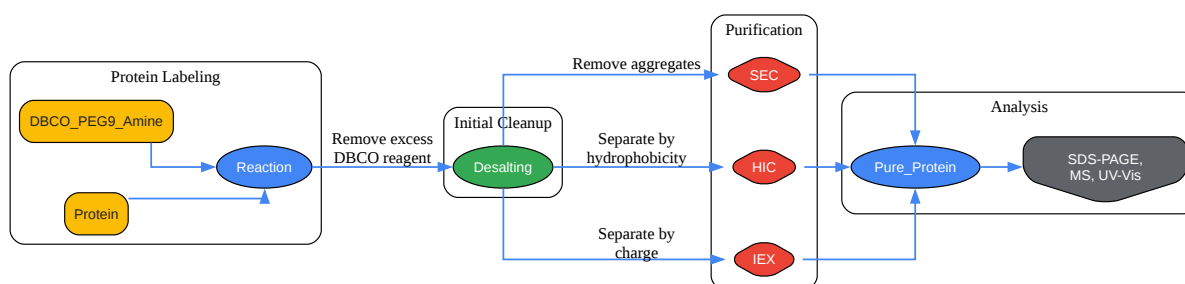 Protein Labeling
DBCO_PEG9_Amine
Protein
Reaction
Remove excess
DBCO reagent
Initial Cleanup
Desalting
Remove aggregates
Separate by
hydrophobicity
Separate by
charge
Purification
SEC
HIC
IEX
Analysis
Pure_Protein
SDS-PAGE,
MS, UV-Vis